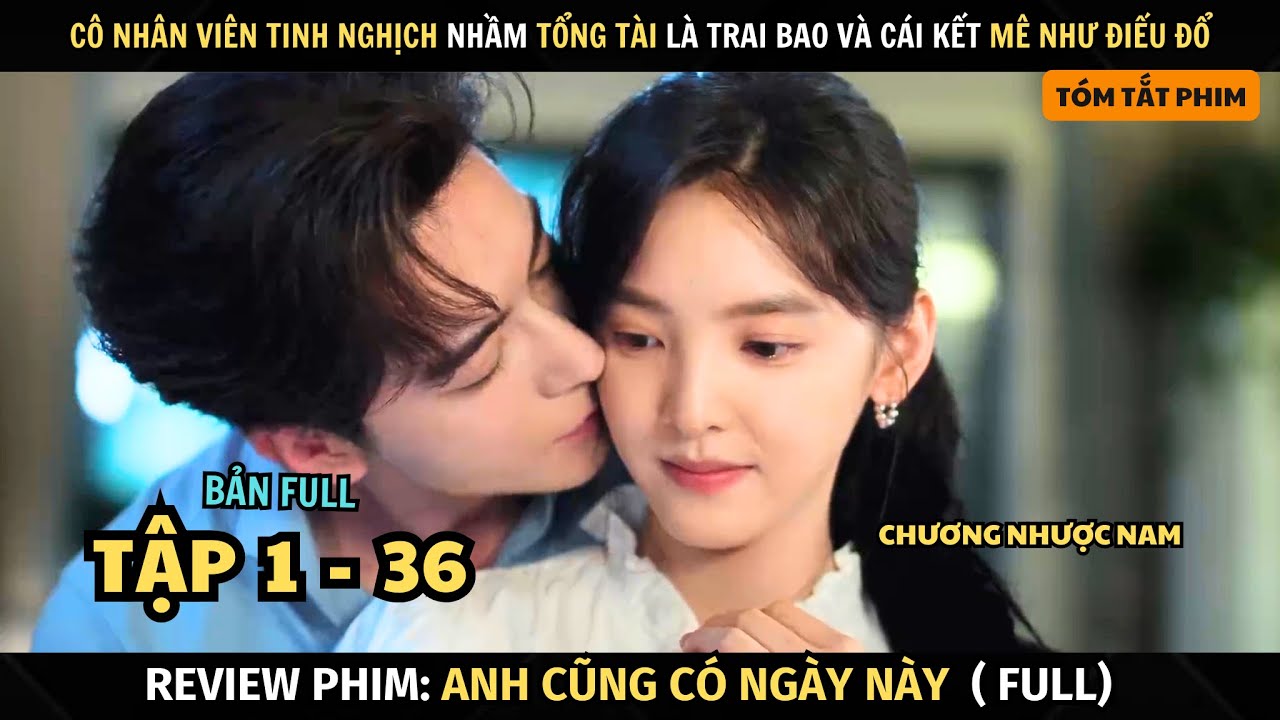 CÔ NHÂN VIÊN TINH NGHỊCH NHẦM TỔNG TÀI LÀ TRAI BAO VÀ CÁI KẾT MÊ NHƯ ĐIẾU ĐỔ
TÓM TẮT PHIM
BẢN FULL
TẬP 1 - 36
CHƯƠNG NHƯỢC NAM
REVIEW PHIM: ANH CŨNG CÓ NGÀY NÀY ( FULL)